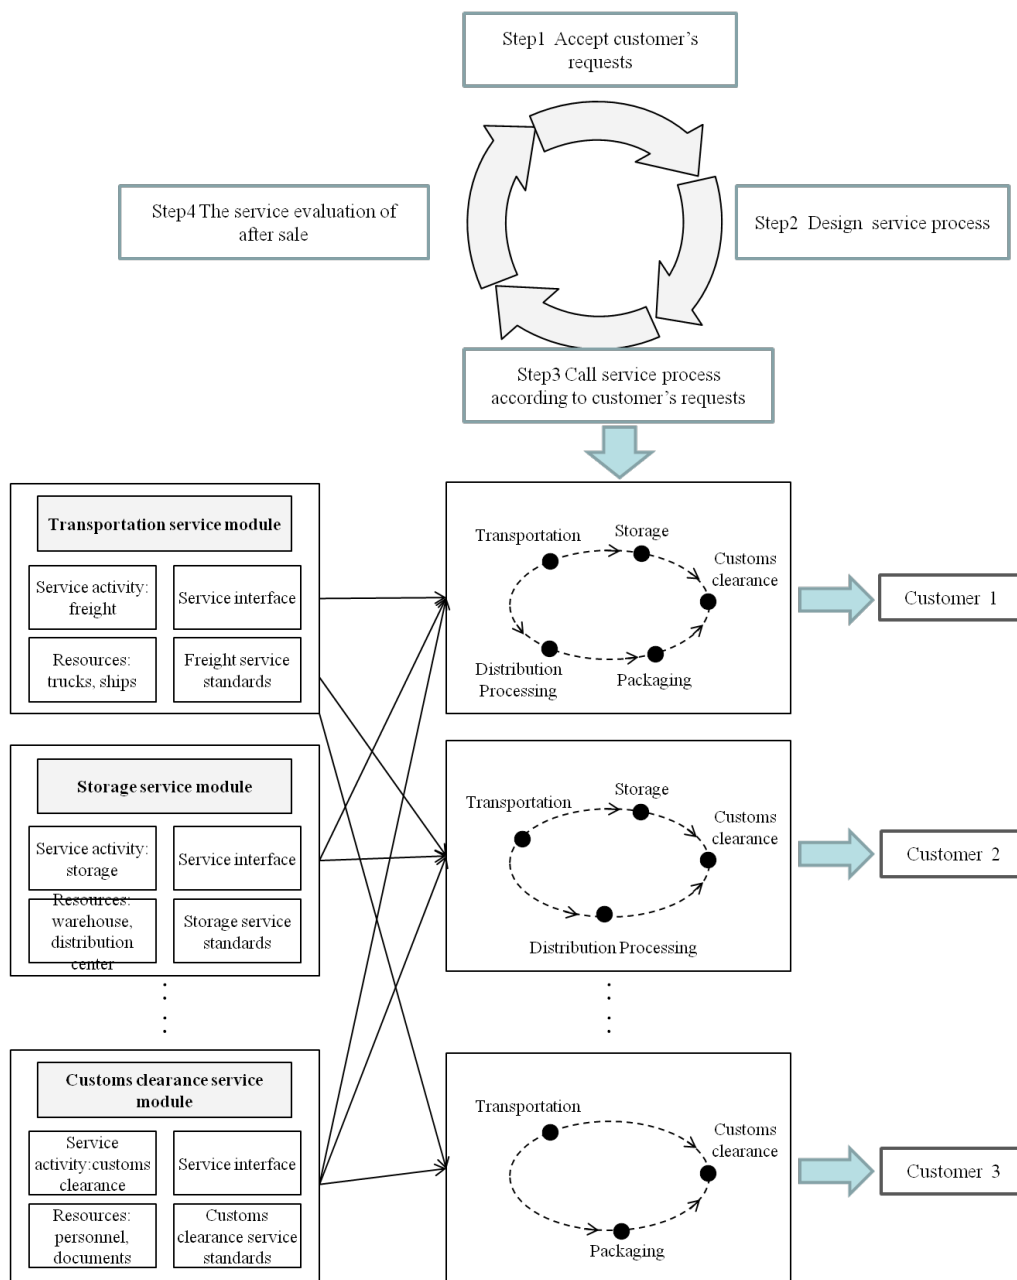 Step1 Accept customer's
requests
Step4 The service evaluation of
after sale
Step2 Design service process
Step3 Call service process
according to customer's requests
Transportation service module
Service activity:
freight
Service interface
Resources:
trucks, ships
Freight service
standards
Transportation
Storage
Customs
clearance
Distribution
Processing
Packaging
Customer 1
Storage service module
Service activity:
storage
Service interface
Resources:
warehouse,
distribution
center
Storage service
standards
Transportation
Storage
Customs
clearance
Distribution Processing
Customer 2
Customs clearance service
module
Service
activity:customs
clearance
Service interface
Resources:
personnel,
documents
Customs
clearance service
standards
Transportation
Customs
clearance
Packaging
Customer 3